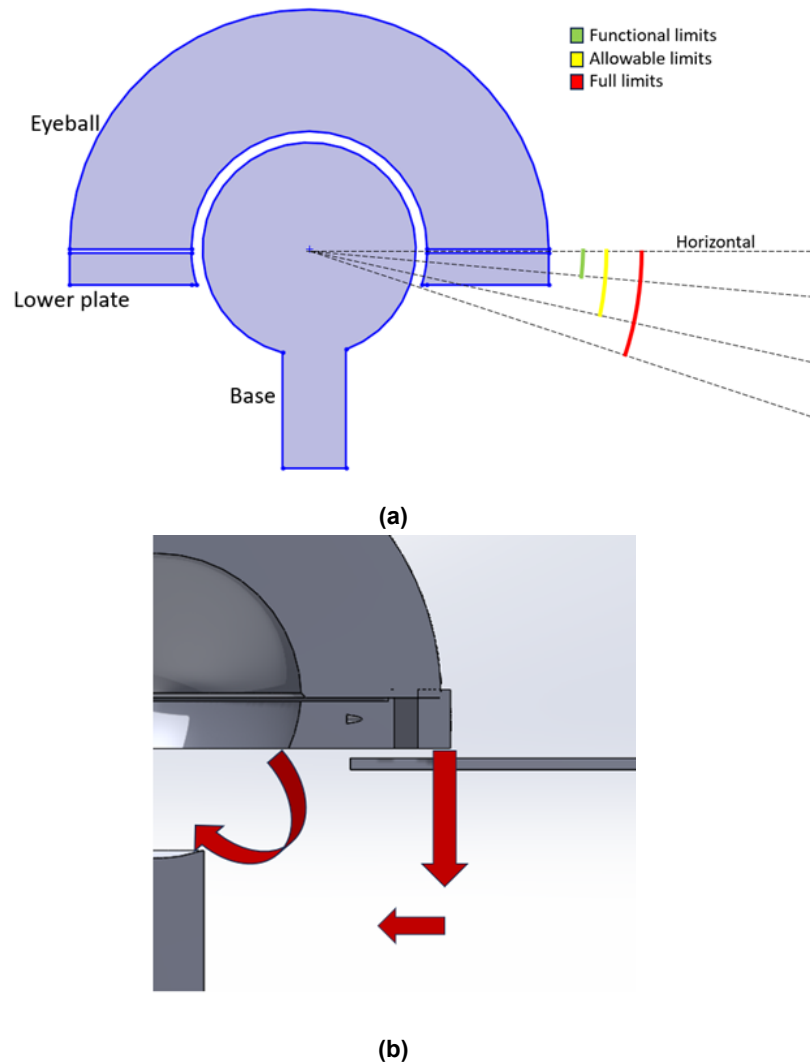 Functional limits
Allowable limits
Full limits
Eyeball
Horizontal
Lower plate
Base
(a)
(b)